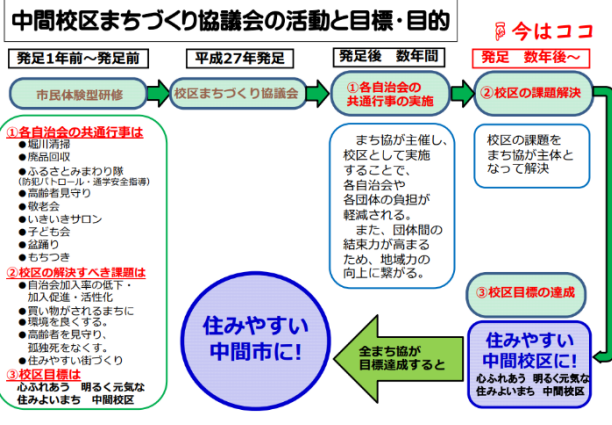 中間校区まちづくり協議会の活動と目標・目的
☟今はココ
発足1年前～発足前
平成27年発足
発足後 数年間
発足 数年後～
市民体験型研修
校区まちづくり協議会
①各自治会の
共通行事の実施
②校区の課題解決
①各自治会の共通行事は
●堀川清掃
●廃品回収
●ふるさとみまわり隊
(防犯パトロール・通学安全指導)
●高齢者見守り
●敬老会
●いきいきサロン
●子ども会
●盆踊り
●もちつき
②校区の解決すべき課題は
●自治会加入率の低下・
加入促進・活性化
●買い物がされるまちに
●環境を良くする。
●高齢者を見守り、
孤独死をなくす。
●住みやすい街づくり
③校区目標は
心ふれあう 明るく元気な
住みよいまち 中間校区
まち協が主催し、
校区として実施
することで、
各自治会や
各団体の負担が
軽減される。
また、団体間の
結束力が高まる
ため、地域力の
向上に繋がる。
校区の課題を
まち協が主体と
なって解決
③校区目標の達成
住みやすい
中間校区に!
心ふれあう 明るく元気な
住みよいまち 中間校区
全まち協が
目標達成すると
住みやすい
中間市に!